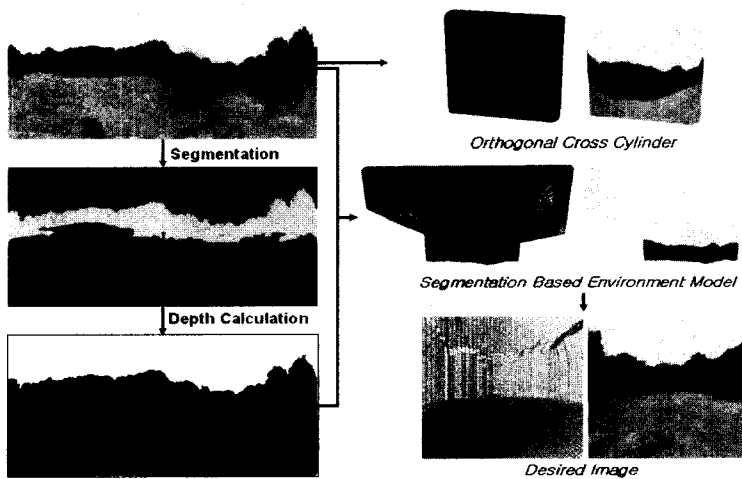 Orthogonal Cross Cylinder
Segmentation
Segmentation Based Environment Model
Depth Calculation
Desired Image